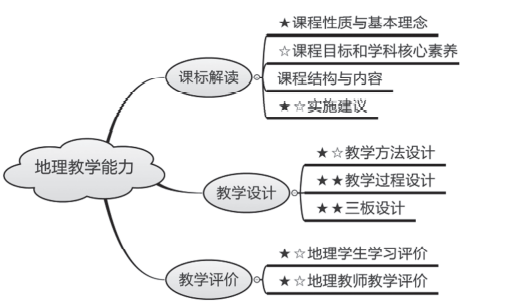 ★课程性质与基本理念
☆课程目标和学科核心素养
课标解读
课程结构与内容
★☆实施建议
地理教学能力
★☆教学方法设计
教学设计
★★教学过程设计
★★三板设计
★☆地理学生学习评价
教学评价
★☆地理教师教学评价